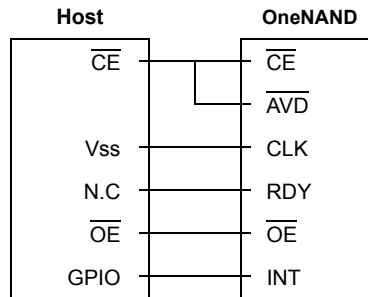 Host OneNAND
CE CE
AVD
Vss CLK
N.C RDY
OE OE
GPIO INT